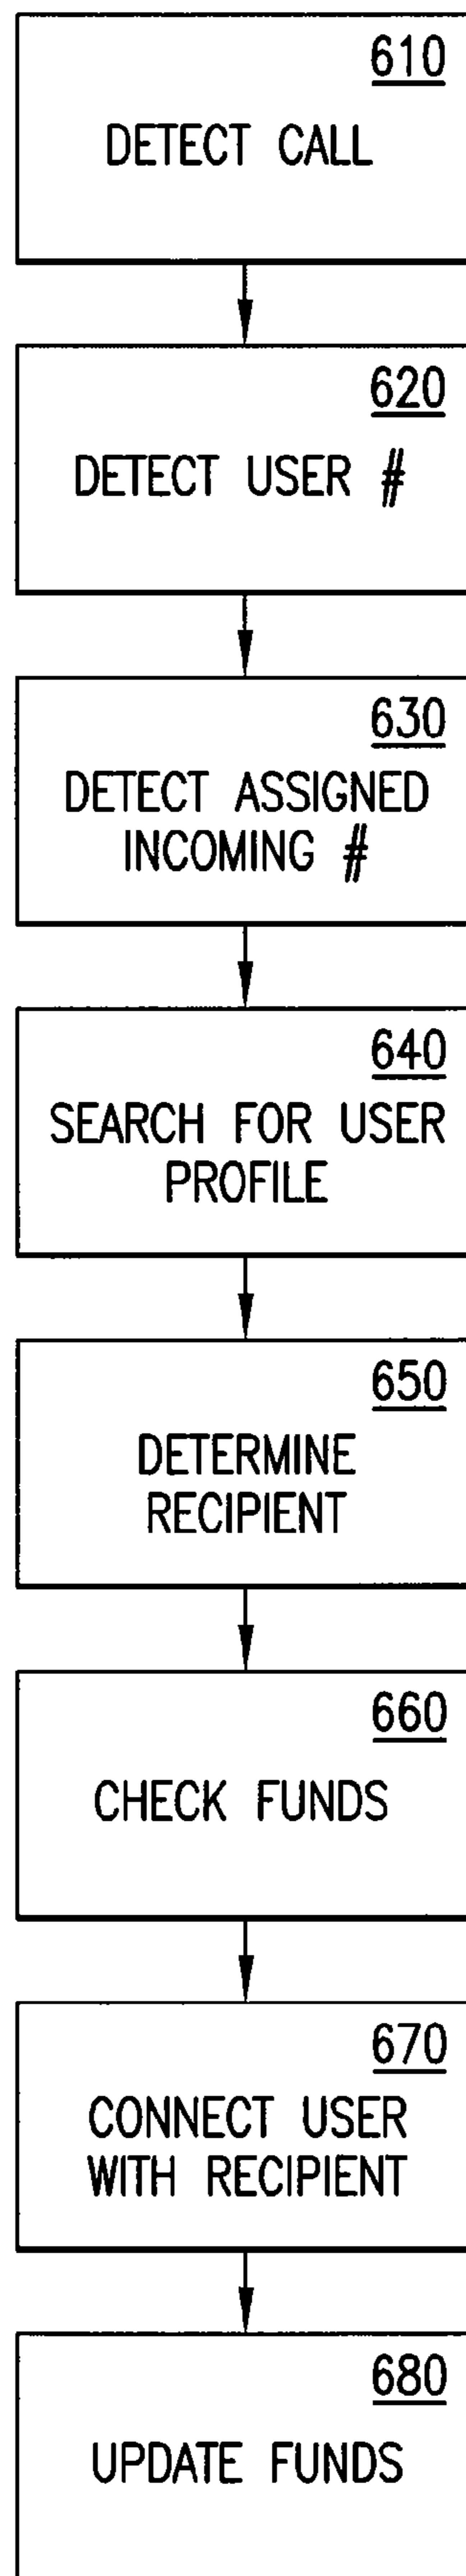 610
DETECT CALL
620
DETECT USER #
630
DETECT ASSIGNED
INCOMING #
640
SEARCH FOR USER
PROFILE
650
DETERMINE
RECIPIENT
660
CHECK FUNDS
670
CONNECT USER
WITH RECIPIENT
680
UPDATE FUNDS